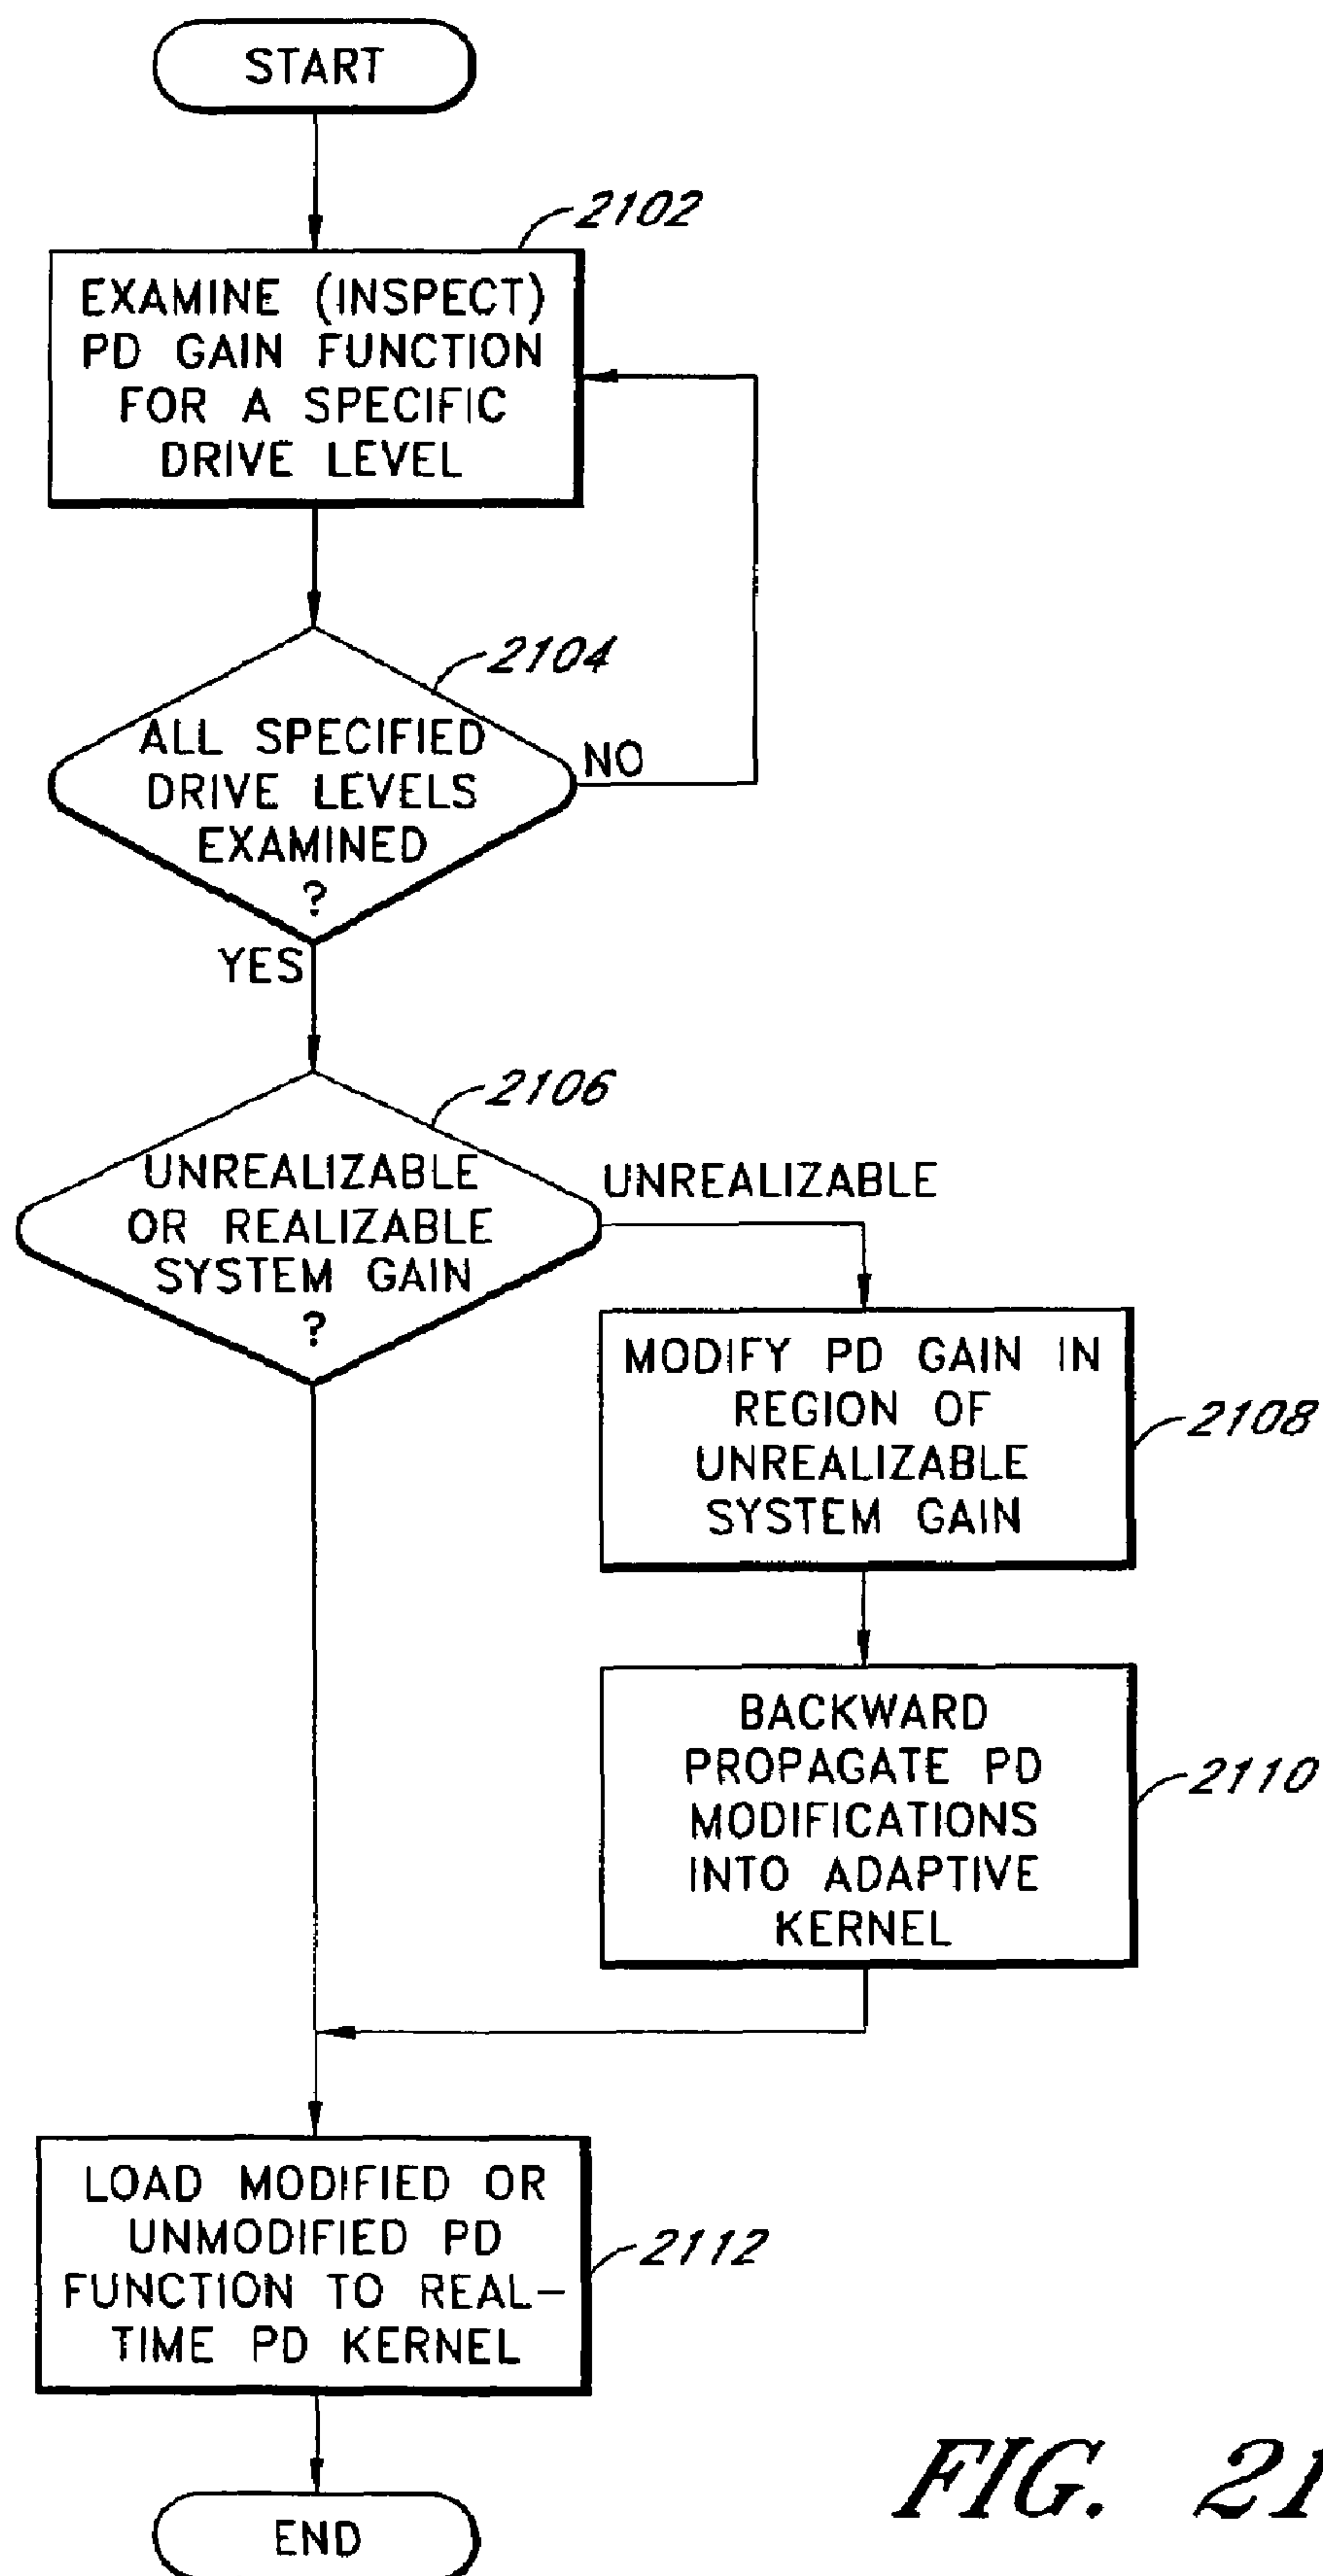 START
2102
EXAMINE (INSPECT)
PD GAIN FUNCTION
FOR A SPECIFIC
DRIVE LEVEL
2104
ALL SPECIFIED
DRIVE LEVELS
EXAMINED
?
NO
YES
2106
UNREALIZABLE
OR REALIZABLE
SYSTEM GAIN
?
UNREALIZABLE
MODIFY PD GAIN IN
REGION OF
UNREALIZABLE
SYSTEM GAIN
2108
BACKWARD
PROPAGATE PD
MODIFICATIONS
INTO ADAPTIVE
KERNEL
2110
LOAD MODIFIED OR
UNMODIFIED PD
FUNCTION TO REAL-
TIME PD KERNEL
2112
END
FIG. 21